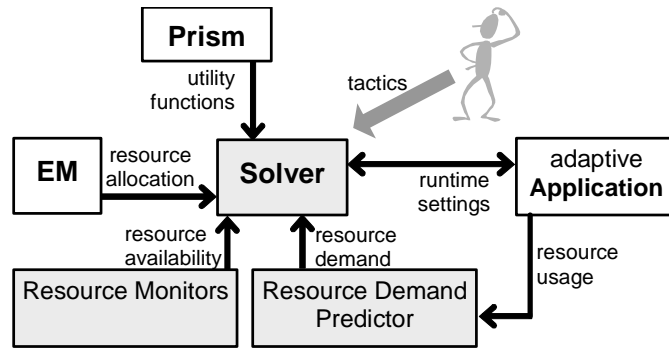 Prism
utility
functions
tactics
EM
resource
allocation
Solver
runtime
settings
adaptive
Application
resource
availability
resource
demand
resource
usage
Resource Monitors
Resource Demand
Predictor